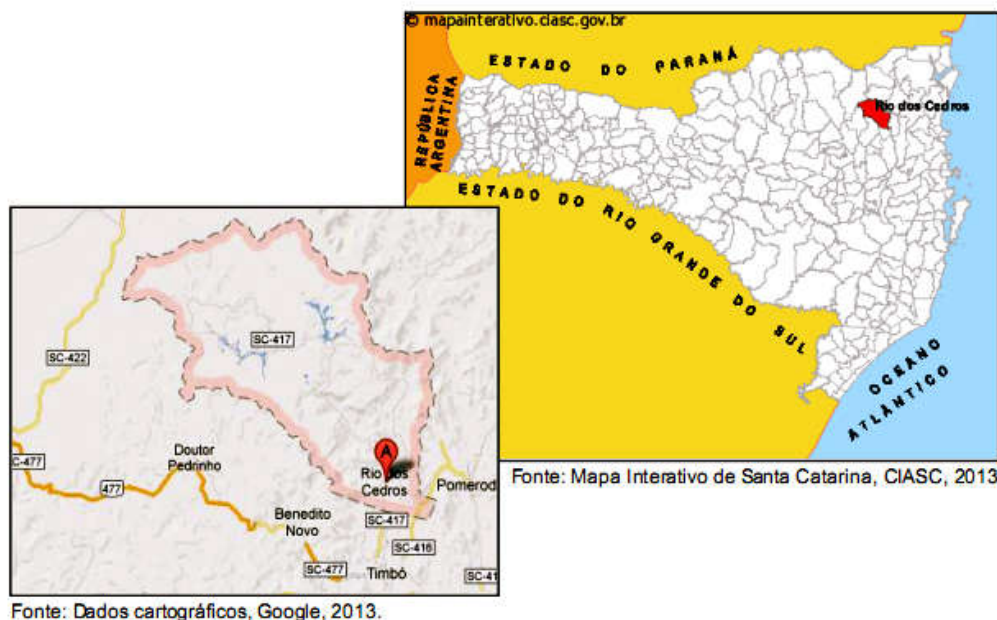 © mapainterativo.ciasc.gov.br
ESTADO DO PARANÁ
REPÚBLICA
ARGENTINA
Rio dos Cedros
ESTADO DO RIO GRANDE DO SUL
OCEANO
ATLÂNTICO
Fonte: Mapa Interativo de Santa Catarina, CIASC, 2013
SC-417
SC-422
Doutor
Pedrinho
C-477
477
A
Rio dos
Cedros
Pomerod
Benedito
Novo
SC-417
SC-416
SC-477
Timbó
SC-41
Fonte: Dados cartográficos, Google, 2013.